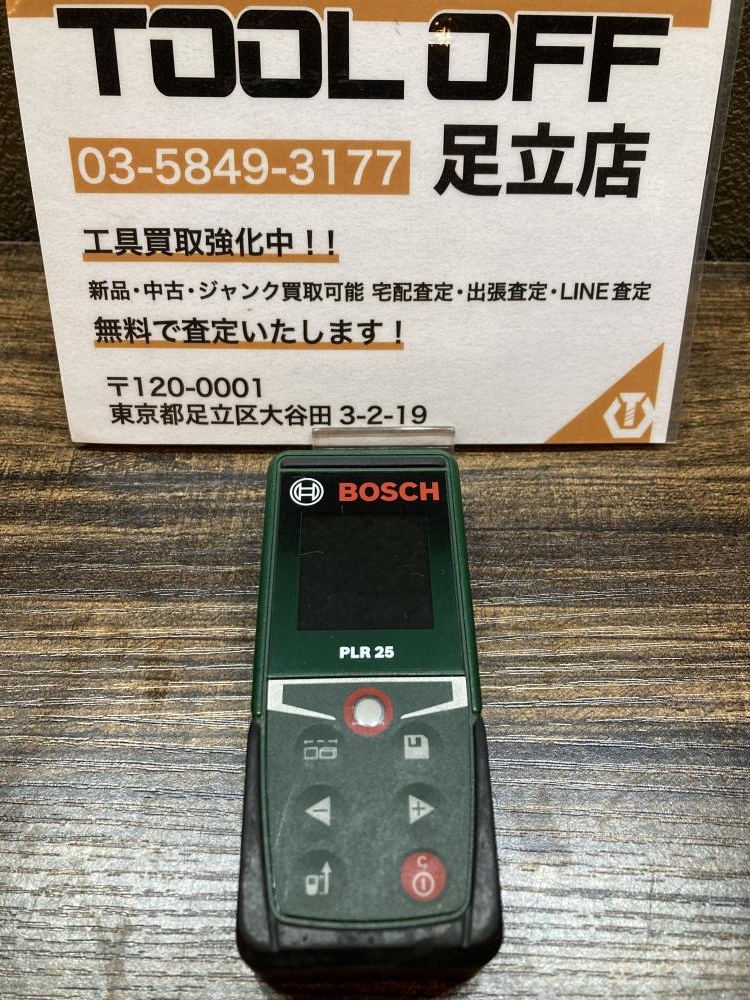 TOOL OFF
03-5849-3177 足立店
工具買取強化中！！
新品・中古・ジャンク買取可能 宅配査定・出張査定・LINE査定
無料で査定いたします！
〒120-0001
東京都足立区大谷田 3-2-19
BOSCH
PLR 25
C